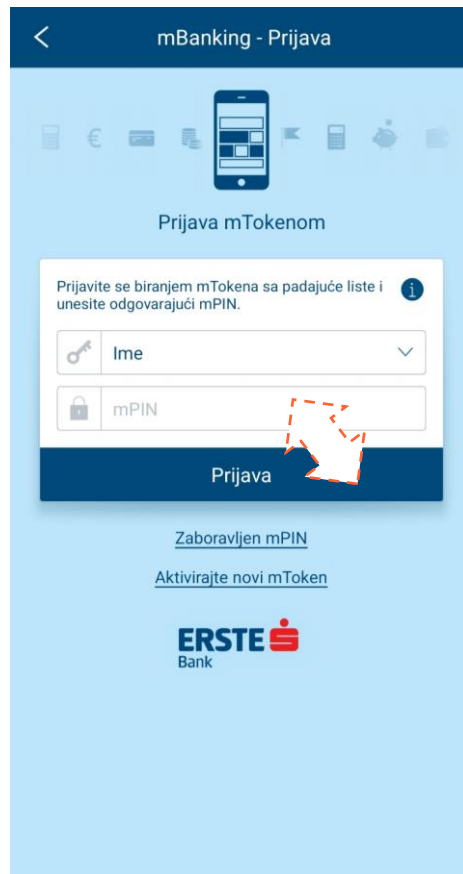 mBanking - Prijava
Prijava mTokenom
Prijavite se biranjem mTokena sa padajuće liste i
unesite odgovarajući mPIN.
Ime
mPIN
Prijava
Zaboravljen mPIN
Aktivirajte novi mToken
ERSTE
Bank